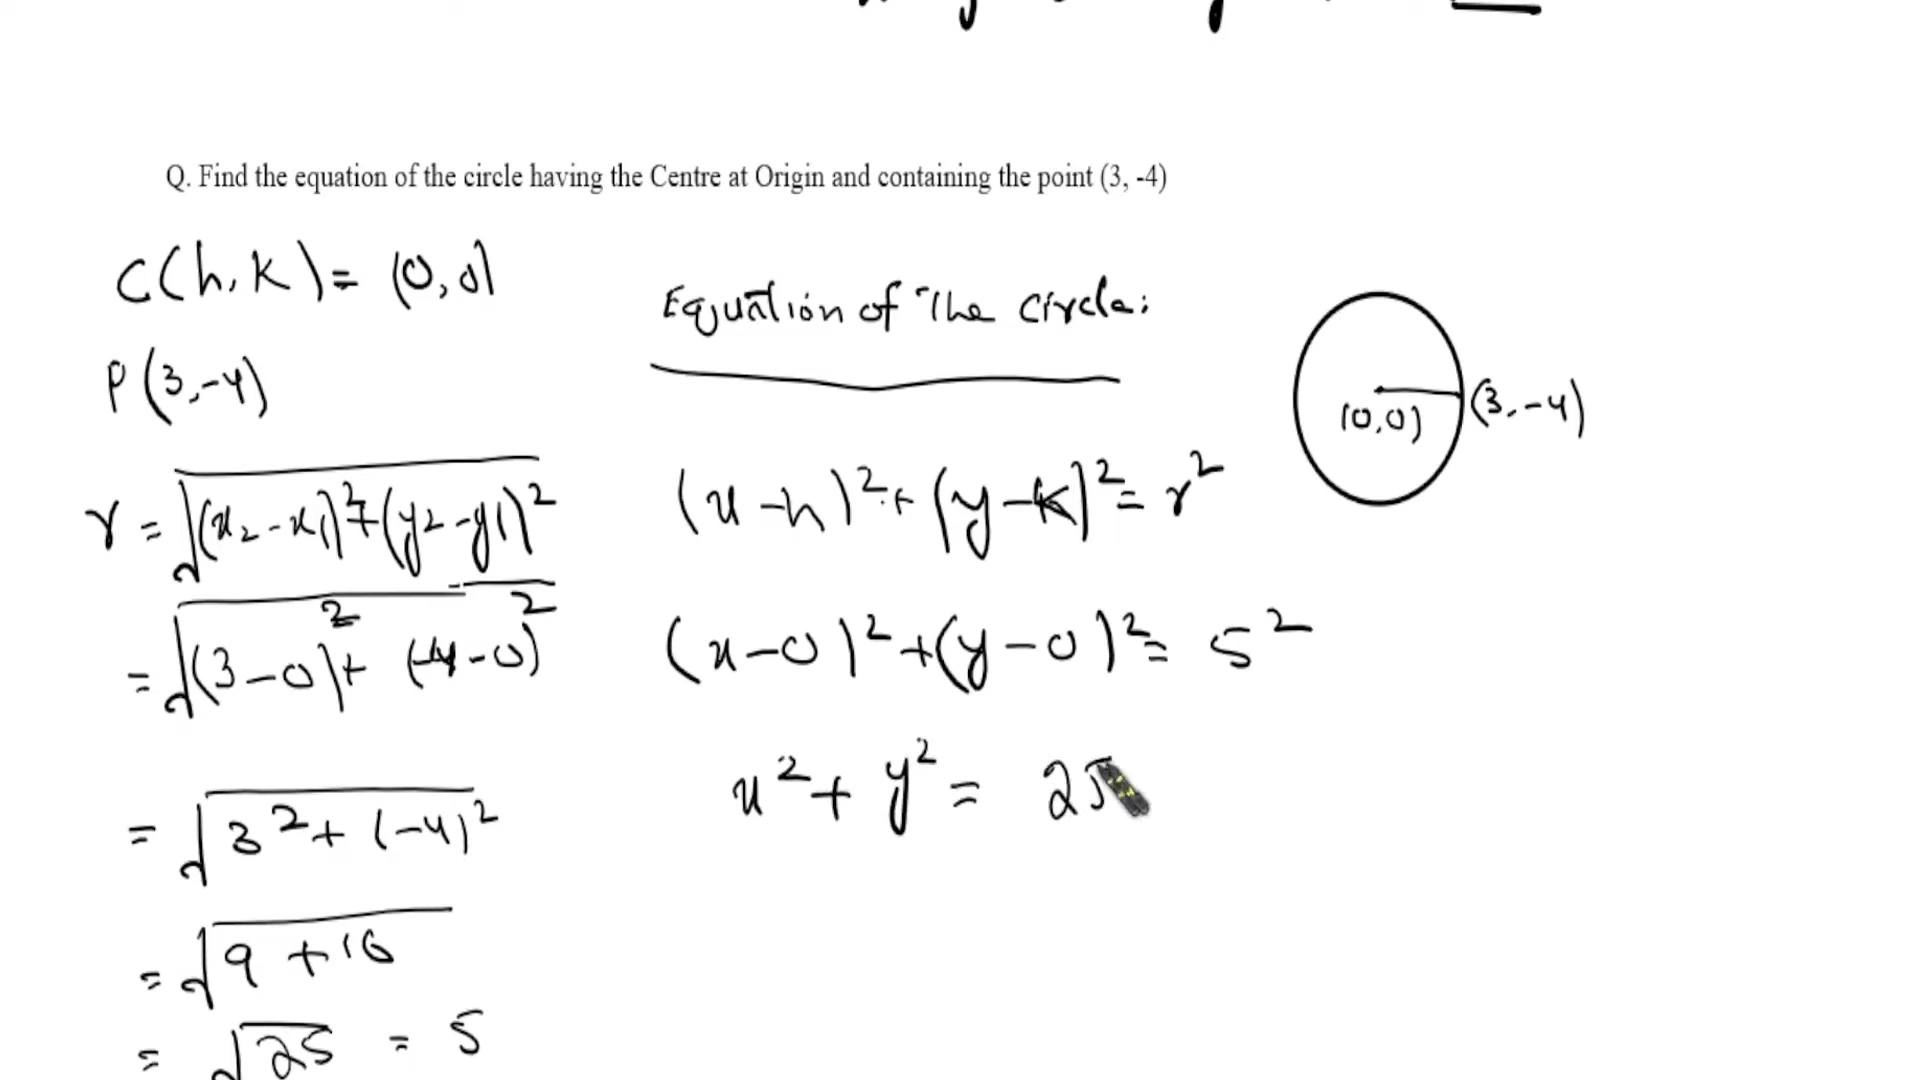 Q. Find the equation of the circle having the Centre at Origin and containing the point (3, -4)
C(h, k) = (0, 0)
P(3, -4)
r = √(x₂ - x₁)² + (y₂ - y₁)²
= √(3 - 0)² + (-4 - 0)²
= √3² + (-4)²
= √9 + 16
= √25 = 5
Equation of The Circle:
(x - h)² + (y - k)² = r²
(x - 0)² + (y - 0)² = 5²
x² + y² = 25
(0,0)
(3, -4)